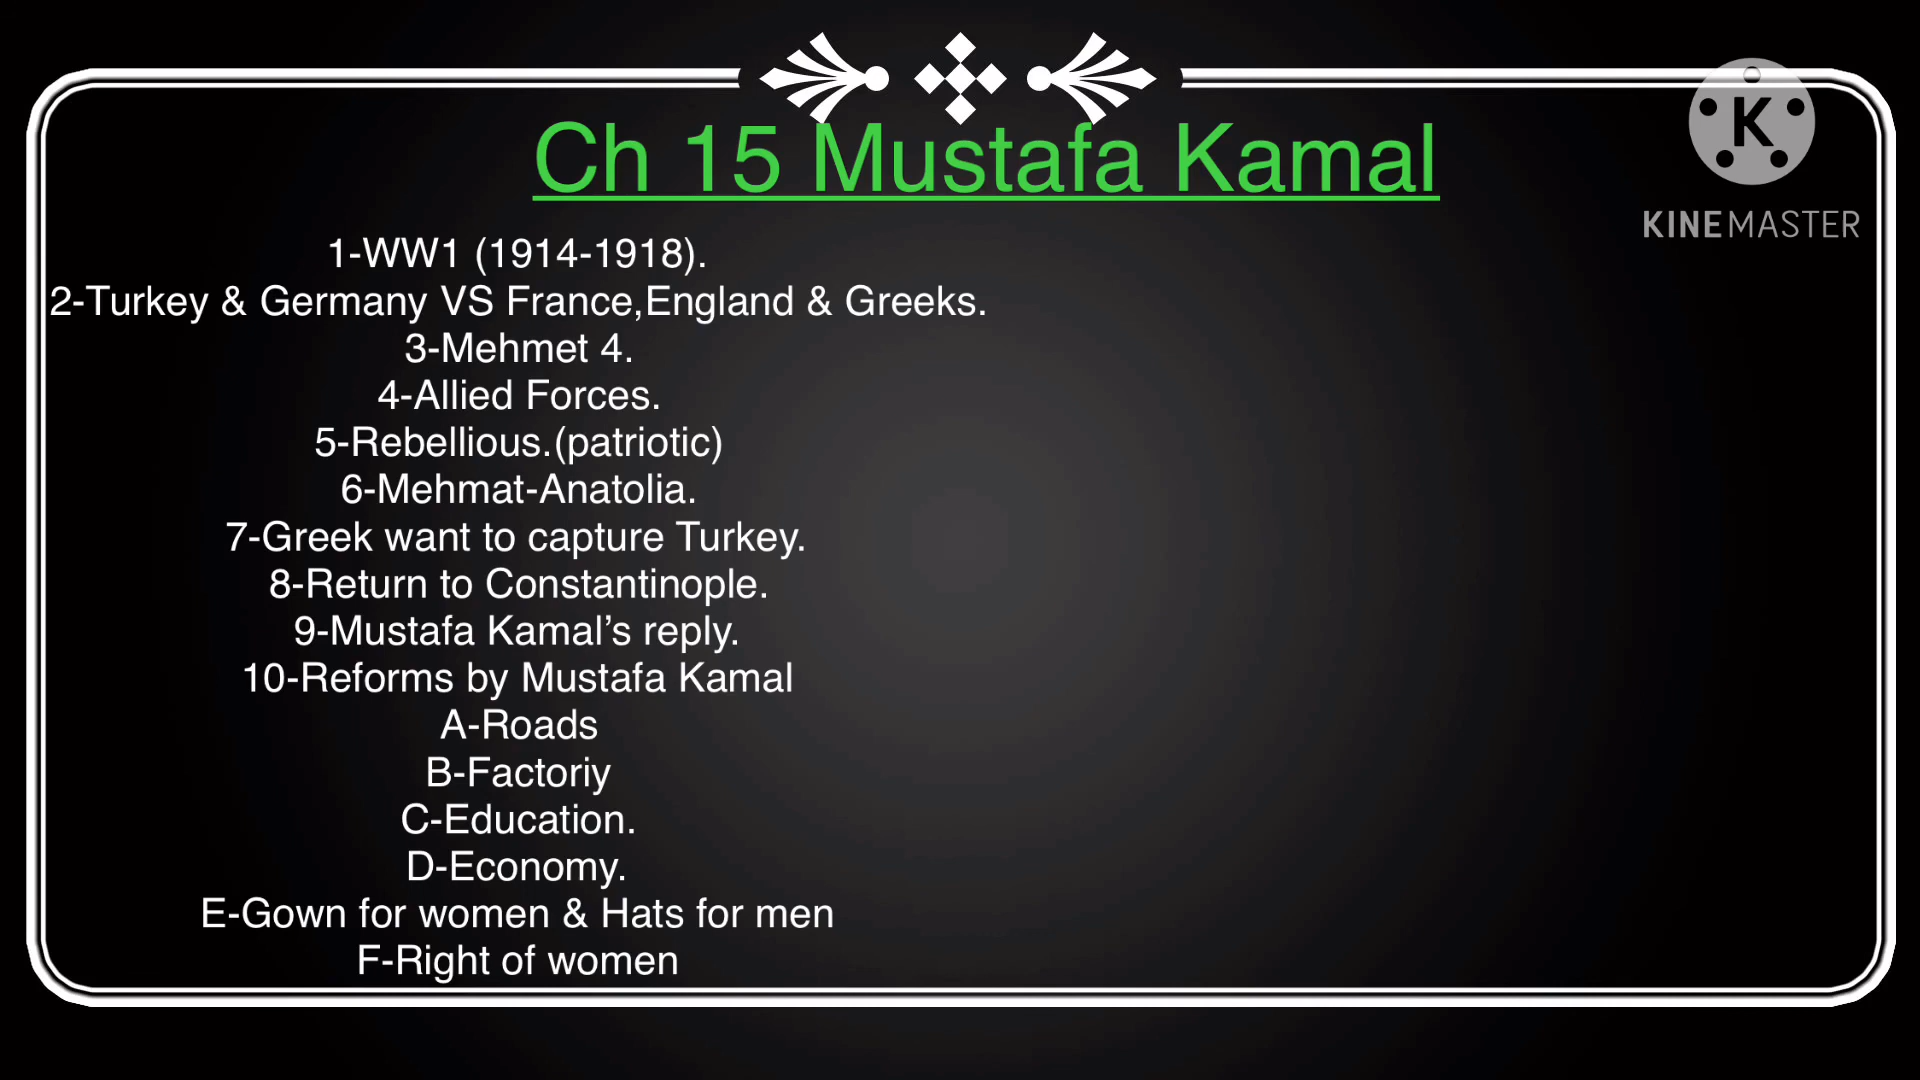 Ch 15 Mustafa Kamal
K
KINEMASTER
1-WW1 (1914-1918).
2-Turkey & Germany VS France,England & Greeks.
3-Mehmet 4.
4-Allied Forces.
5-Rebellious.(patriotic)
6-Mehmat-Anatolia.
7-Greek want to capture Turkey.
8-Return to Constantinople.
9-Mustafa Kamal’s reply.
10-Reforms by Mustafa Kamal
A-Roads
B-Factoriy
C-Education.
D-Economy.
E-Gown for women & Hats for men
F-Right of women